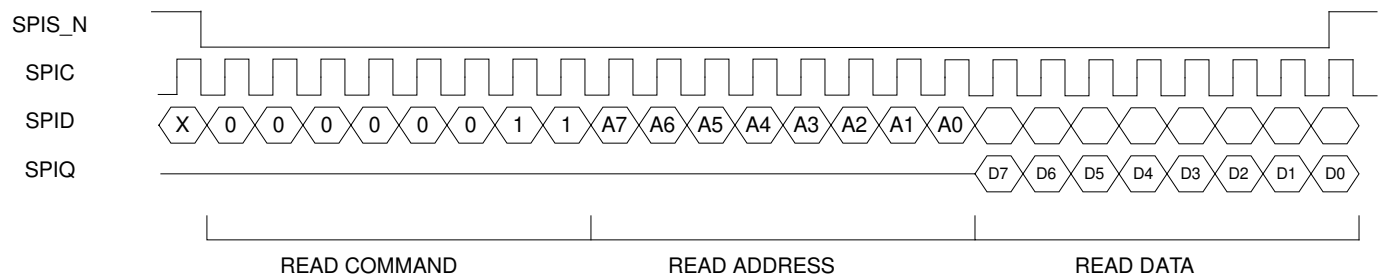 SPIS_N
SPIC
SPID X 0 0 0 0 0 0 1 1 A7 A6 A5 A4 A3 A2 A1 A0
SPIQ D7 D6 D5 D4 D3 D2 D1 D0
READ COMMAND READ ADDRESS READ DATA